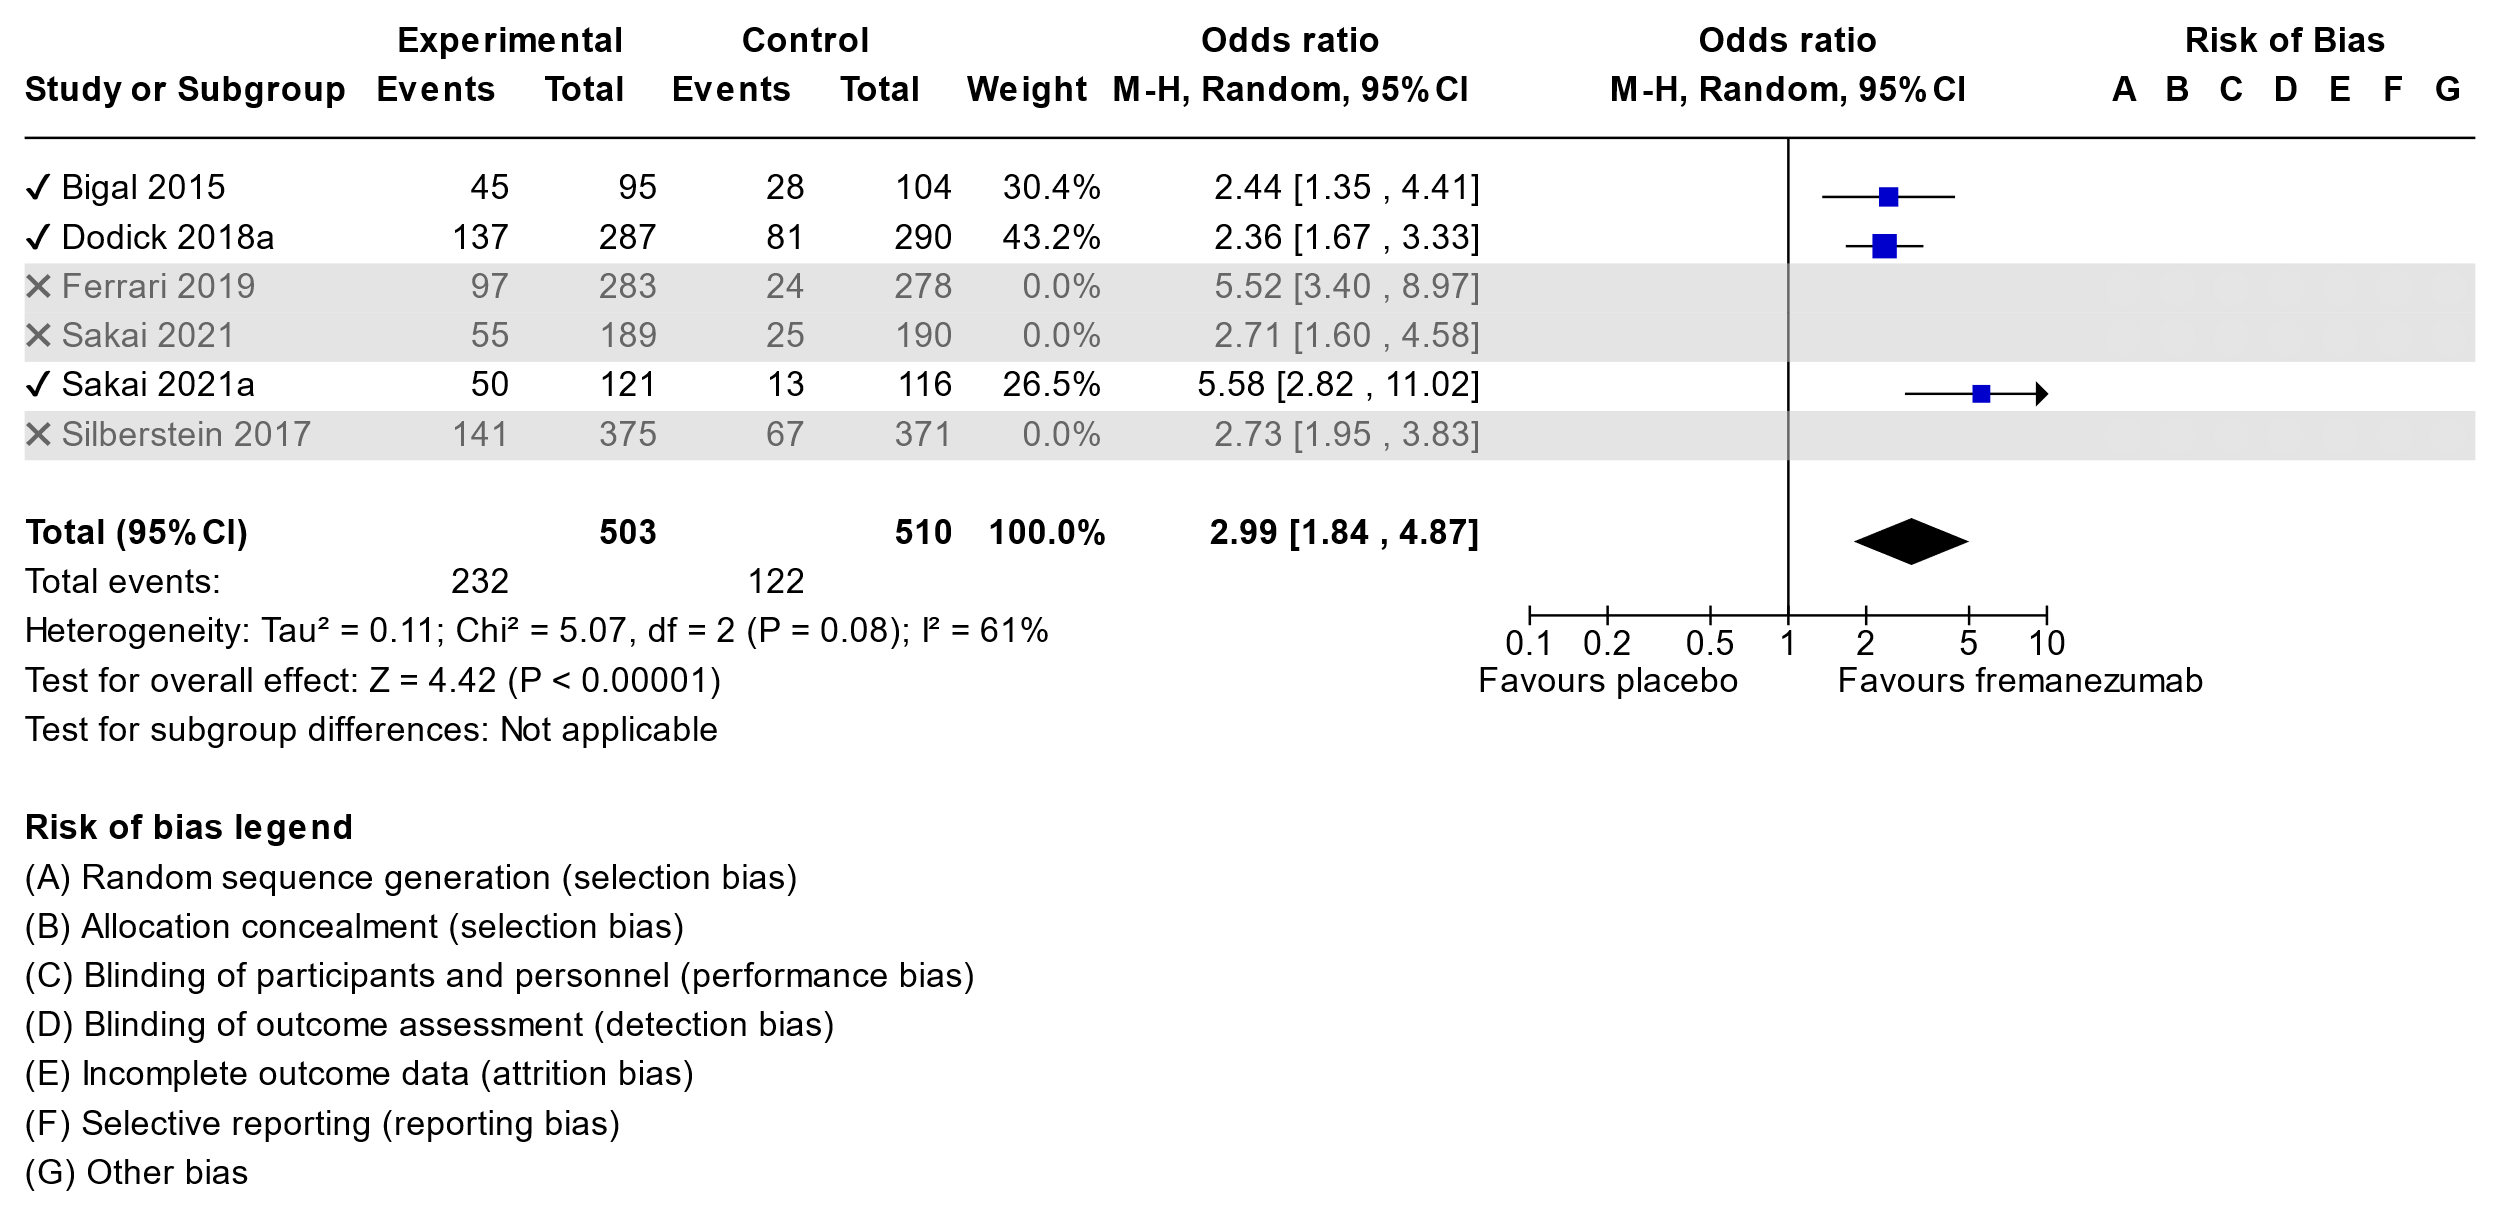 Experimental Control Odds ratio Odds ratio Risk of Bias
Study or Subgroup Events Total Events Total Weight M-H, Random, 95% CI M-H, Random, 95% CI A B C D E F G
✓ Bigal 2015 45 95 28 104 30.4% 2.44 [1.35 , 4.41]
✓ Dodick 2018a 137 287 81 290 43.2% 2.36 [1.67 , 3.33]
✕ Ferrari 2019 97 283 24 278 0.0% 5.52 [3.40 , 8.97]
✕ Sakai 2021 55 189 25 190 0.0% 2.71 [1.60 , 4.58]
✓ Sakai 2021a 50 121 13 116 26.5% 5.58 [2.82 , 11.02]
✕ Silberstein 2017 141 375 67 371 0.0% 2.73 [1.95 , 3.83]
Total (95% CI) 503 510 100.0% 2.99 [1.84 , 4.87]
Total events: 232 122
Heterogeneity: Tau² = 0.11; Chi² = 5.07, df = 2 (P = 0.08); I² = 61%
0.1 0.2 0.5 1 2 5 10
Test for overall effect: Z = 4.42 (P < 0.00001)
Favours placebo Favours fremanezumab
Test for subgroup differences: Not applicable
Risk of bias legend
(A) Random sequence generation (selection bias)
(B) Allocation concealment (selection bias)
(C) Blinding of participants and personnel (performance bias)
(D) Blinding of outcome assessment (detection bias)
(E) Incomplete outcome data (attrition bias)
(F) Selective reporting (reporting bias)
(G) Other bias